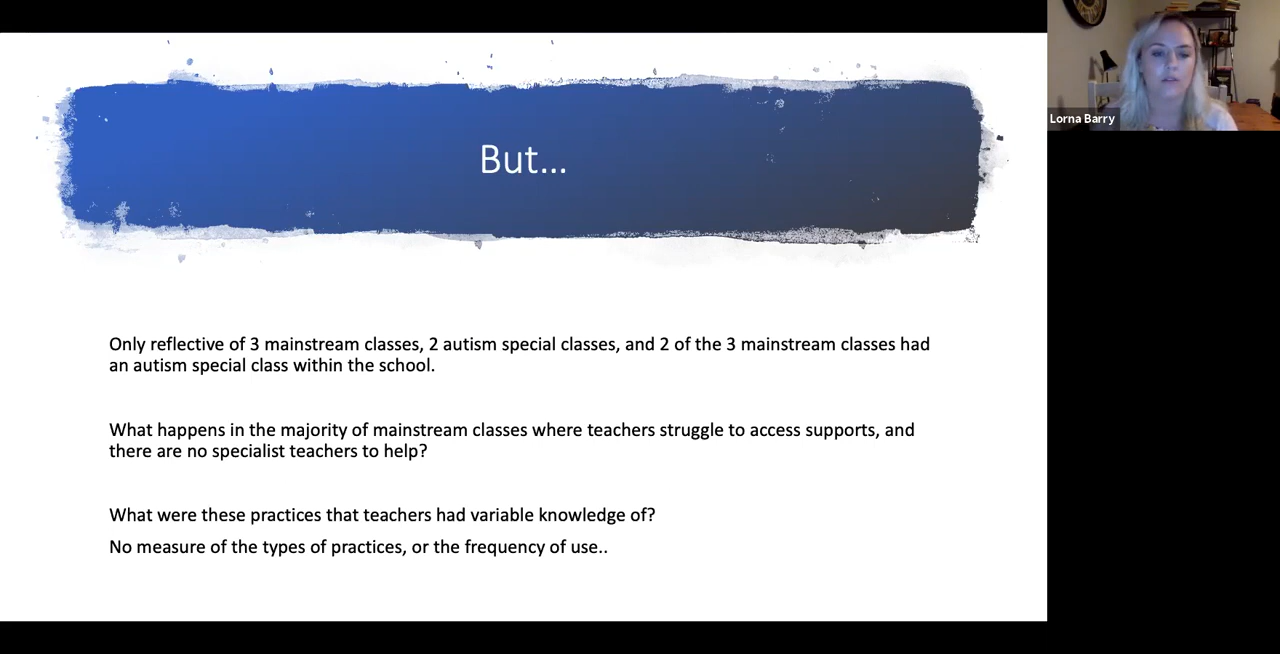 But...
Lorna Barry
Only reflective of 3 mainstream classes, 2 autism special classes, and 2 of the 3 mainstream classes had
an autism special class within the school.
What happens in the majority of mainstream classes where teachers struggle to access supports, and
there are no specialist teachers to help?
What were these practices that teachers had variable knowledge of?
No measure of the types of practices, or the frequency of use..